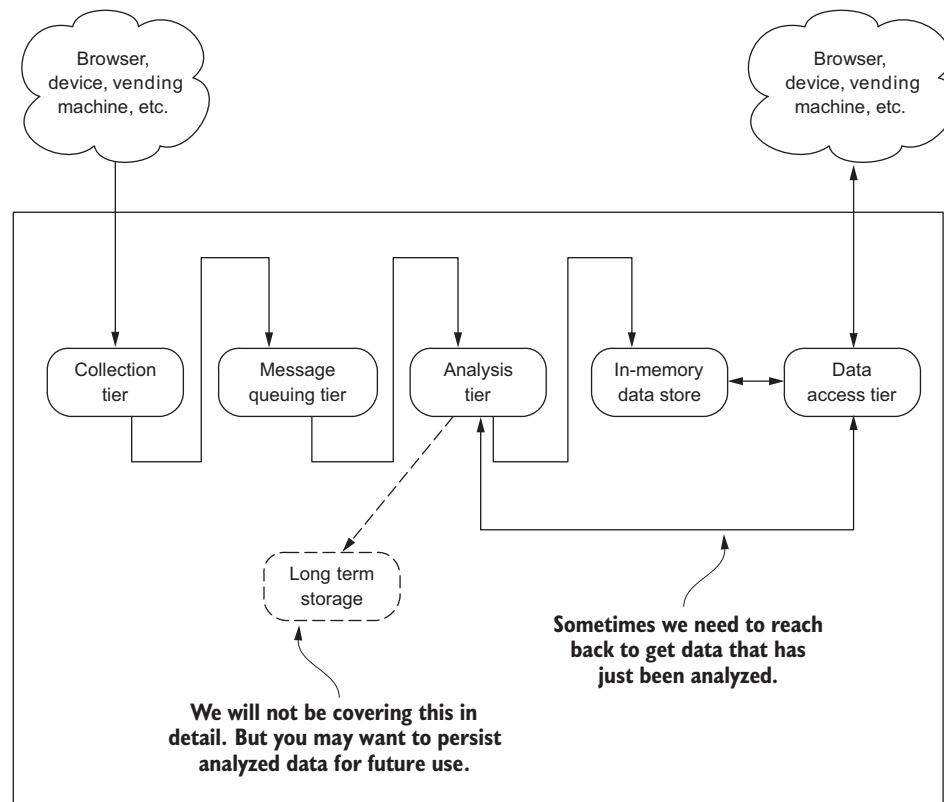 Browser,
device, vending
machine, etc.
Browser,
device, vending
machine, etc.
Collection
tier
Message
queuing tier
Analysis
tier
In-memory
data store
Data
access tier
Long term
storage
Sometimes we need to reach
back to get data that has
just been analyzed.
We will not be covering this in
detail. But you may want to persist
analyzed data for future use.